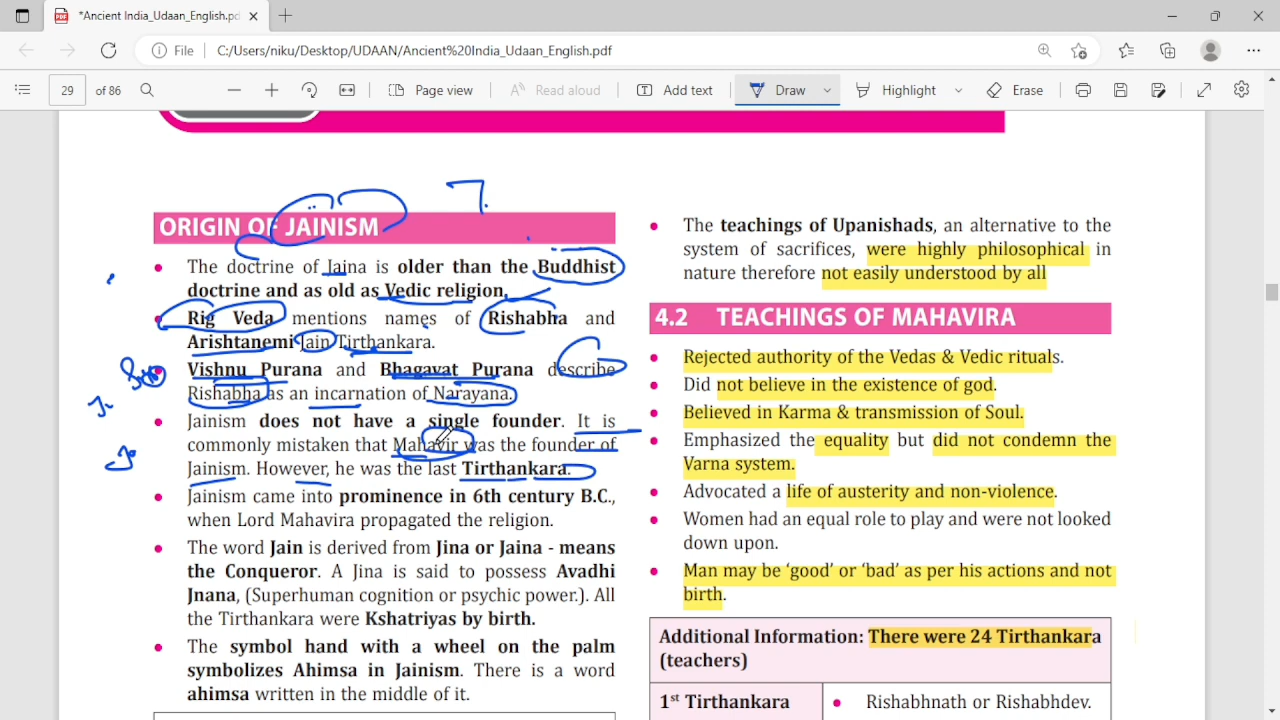 *Ancient India_Udaan_English.pd
File
C:/Users/niku/Desktop/UDAAN/Ancient%20India_Udaan_English.pdf
29 of 86
Page view
Read aloud
Add text
Draw
Highlight
Erase
ORIGIN OF JAINISM
• The doctrine of Jaina is older than the Buddhist
doctrine and as old as Vedic religion.
• Rig Veda mentions names of Rishabha and
Arishtanemi Jain Tirthankara.
• Vishnu Purana and Bhagavat Purana describe
Rishabha as an incarnation of Narayana.
• Jainism does not have a single founder. It is
commonly mistaken that Mahavir was the founder of
Jainism. However, he was the last Tirthankara.
• Jainism came into prominence in 6th century B.C.,
when Lord Mahavira propagated the religion.
• The word Jain is derived from Jina or Jaina - means
the Conqueror. A Jina is said to possess Avadhi
Jnana, (Superhuman cognition or psychic power.). All
the Tirthankara were Kshatriyas by birth.
• The symbol hand with a wheel on the palm
symbolizes Ahimsa in Jainism. There is a word
ahimsa written in the middle of it.
• The teachings of Upanishads, an alternative to the
system of sacrifices, were highly philosophical in
nature therefore not easily understood by all
4.2 TEACHINGS OF MAHAVIRA
• Rejected authority of the Vedas & Vedic rituals.
• Did not believe in the existence of god.
• Believed in Karma & transmission of Soul.
• Emphasized the equality but did not condemn the
Varna system.
• Advocated a life of austerity and non-violence.
• Women had an equal role to play and were not looked
down upon.
• Man may be ‘good’ or ‘bad’ as per his actions and not
birth.
Additional Information: There were 24 Tirthankara
(teachers)
1st Tirthankara
• Rishabhnath or Rishabhdev.